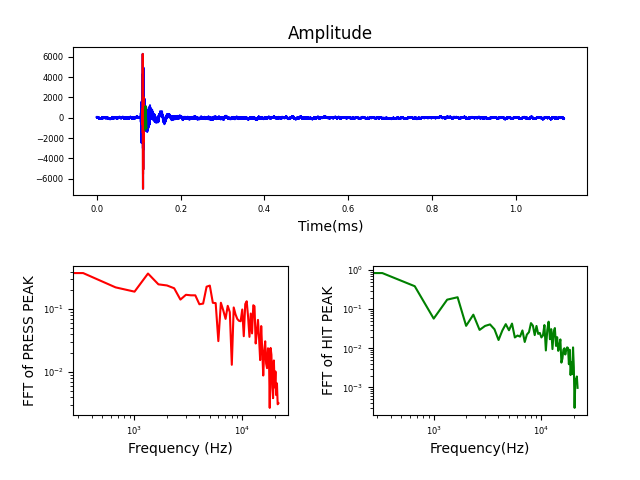 Amplitude
6000
4000
2000
0
−2000
−4000
−6000
0.0 0.2 0.4 0.6 0.8 1.0
Time(ms)
FFT of PRESS PEAK
10⁻¹
10⁻²
10³ 10⁴
Frequency (Hz)
FFT of HIT PEAK
10⁰
10⁻¹
10⁻²
10⁻³
10³ 10⁴
Frequency(Hz)